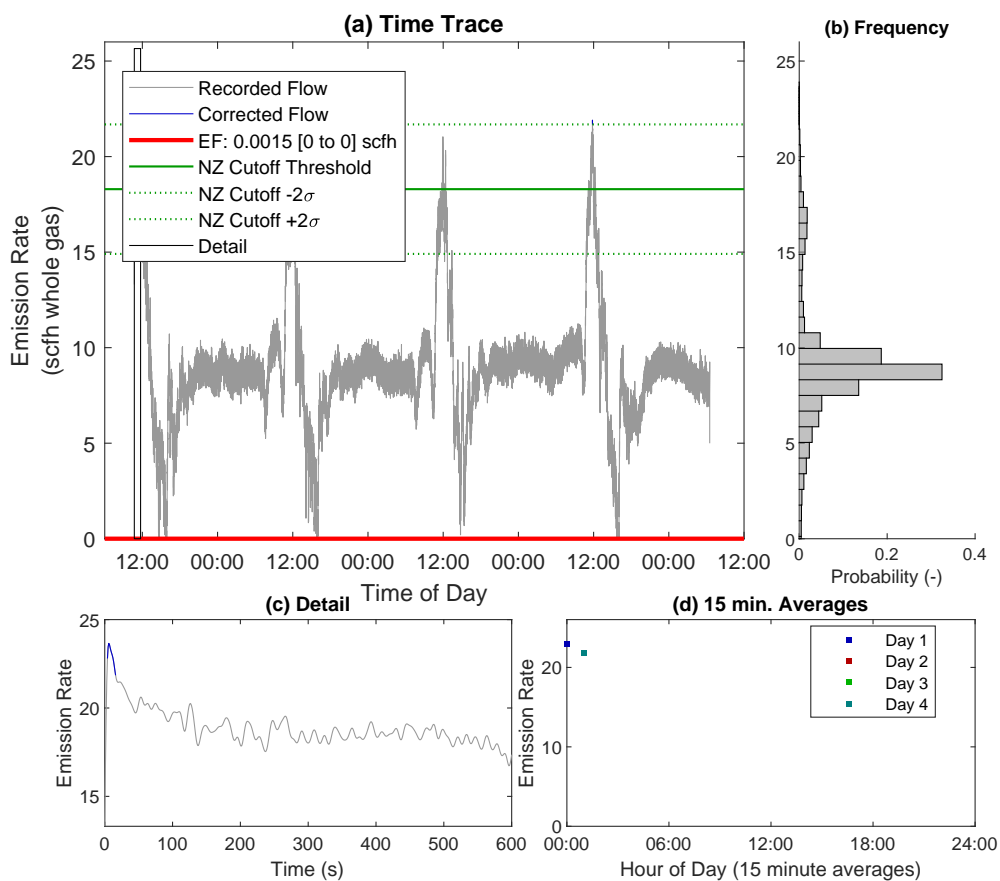 (a) Time Trace
Emission Rate
(scfh whole gas)
25
20
15
10
5
0
Recorded Flow
Corrected Flow
EF: 0.0015 [0 to 0] scfh
NZ Cutoff Threshold
NZ Cutoff -2σ
NZ Cutoff +2σ
Detail
12:00 00:00 12:00 00:00 12:00 00:00 12:00 00:00 12:00
Time of Day
(b) Frequency
25
20
15
10
5
0
0 0.2 0.4
Probability (-)
(c) Detail
Emission Rate
25
20
15
0 100 200 300 400 500 600
Time (s)
(d) 15 min. Averages
Emission Rate
20
10
0
Day 1
Day 2
Day 3
Day 4
00:00 06:00 12:00 18:00 24:00
Hour of Day (15 minute averages)